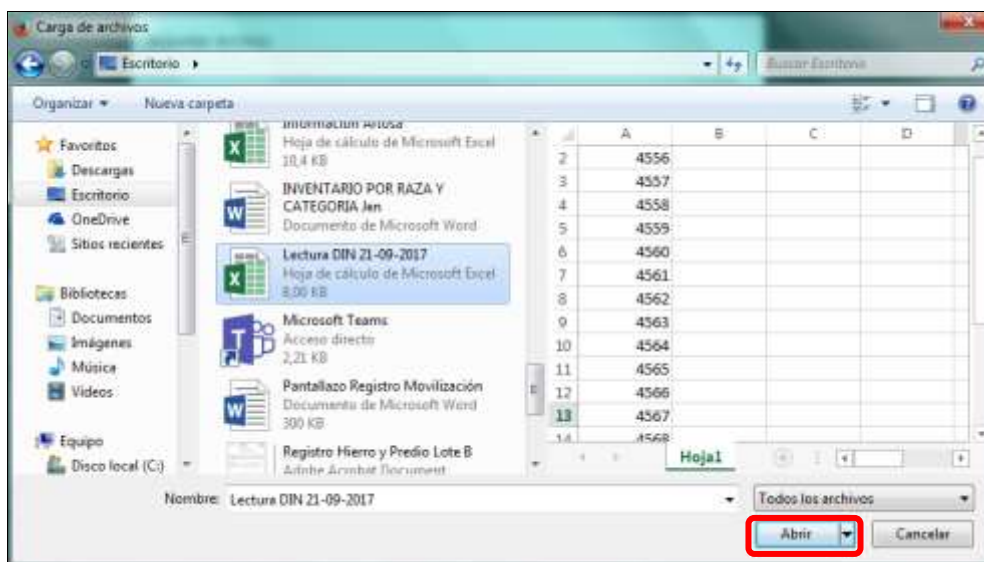 Carga de archivos
Escritorio
Buscar Escritorio
Organizar
Nueva carpeta
Favoritos
Descargas
Escritorio
OneDrive
Sitios recientes
Bibliotecas
Documentos
Imágenes
Música
Videos
Equipo
Disco local (C:)
Hoja de cálculo de Microsoft Excel
18,4 KB
INVENTARIO POR RAZA Y
CATEGORIA Jen
Documento de Microsoft Word
Lectura DIN 21-09-2017
Hoja de cálculo de Microsoft Excel
8,00 KB
Microsoft Teams
Acceso directo
2,21 KB
Pantallazo Registro Movilización
Documento de Microsoft Word
300 KB
Registro Hierro y Predio Lote B
Adobe Acrobat Document
A B C D
2 4556
3 4557
4 4558
5 4559
6 4560
7 4561
8 4562
9 4563
10 4564
11 4565
12 4566
13 4567
14 4568
Hoja1
Nombre: Lectura DIN 21-09-2017
Todos los archivos
Abrir
Cancelar